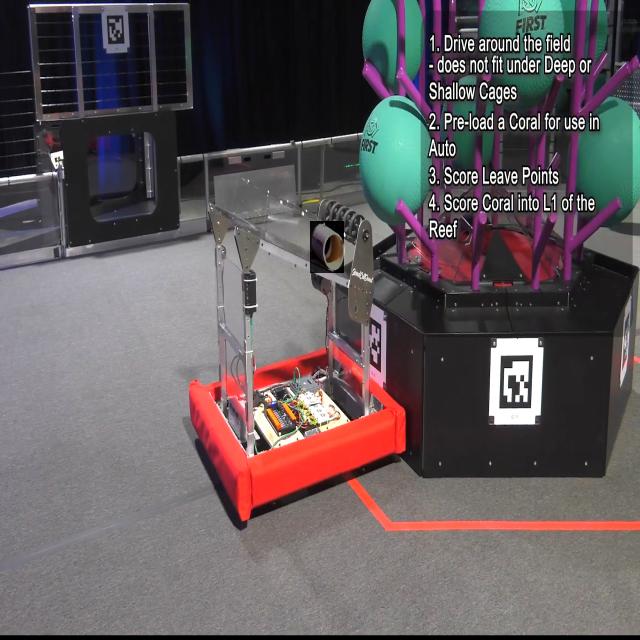 FIRST
1. Drive around the field
- does not fit under Deep or
Shallow Cages
2. Pre-load a Coral for use in
Auto
3. Score Leave Points
4. Score Coral into L1 of the
Reef
FIRST